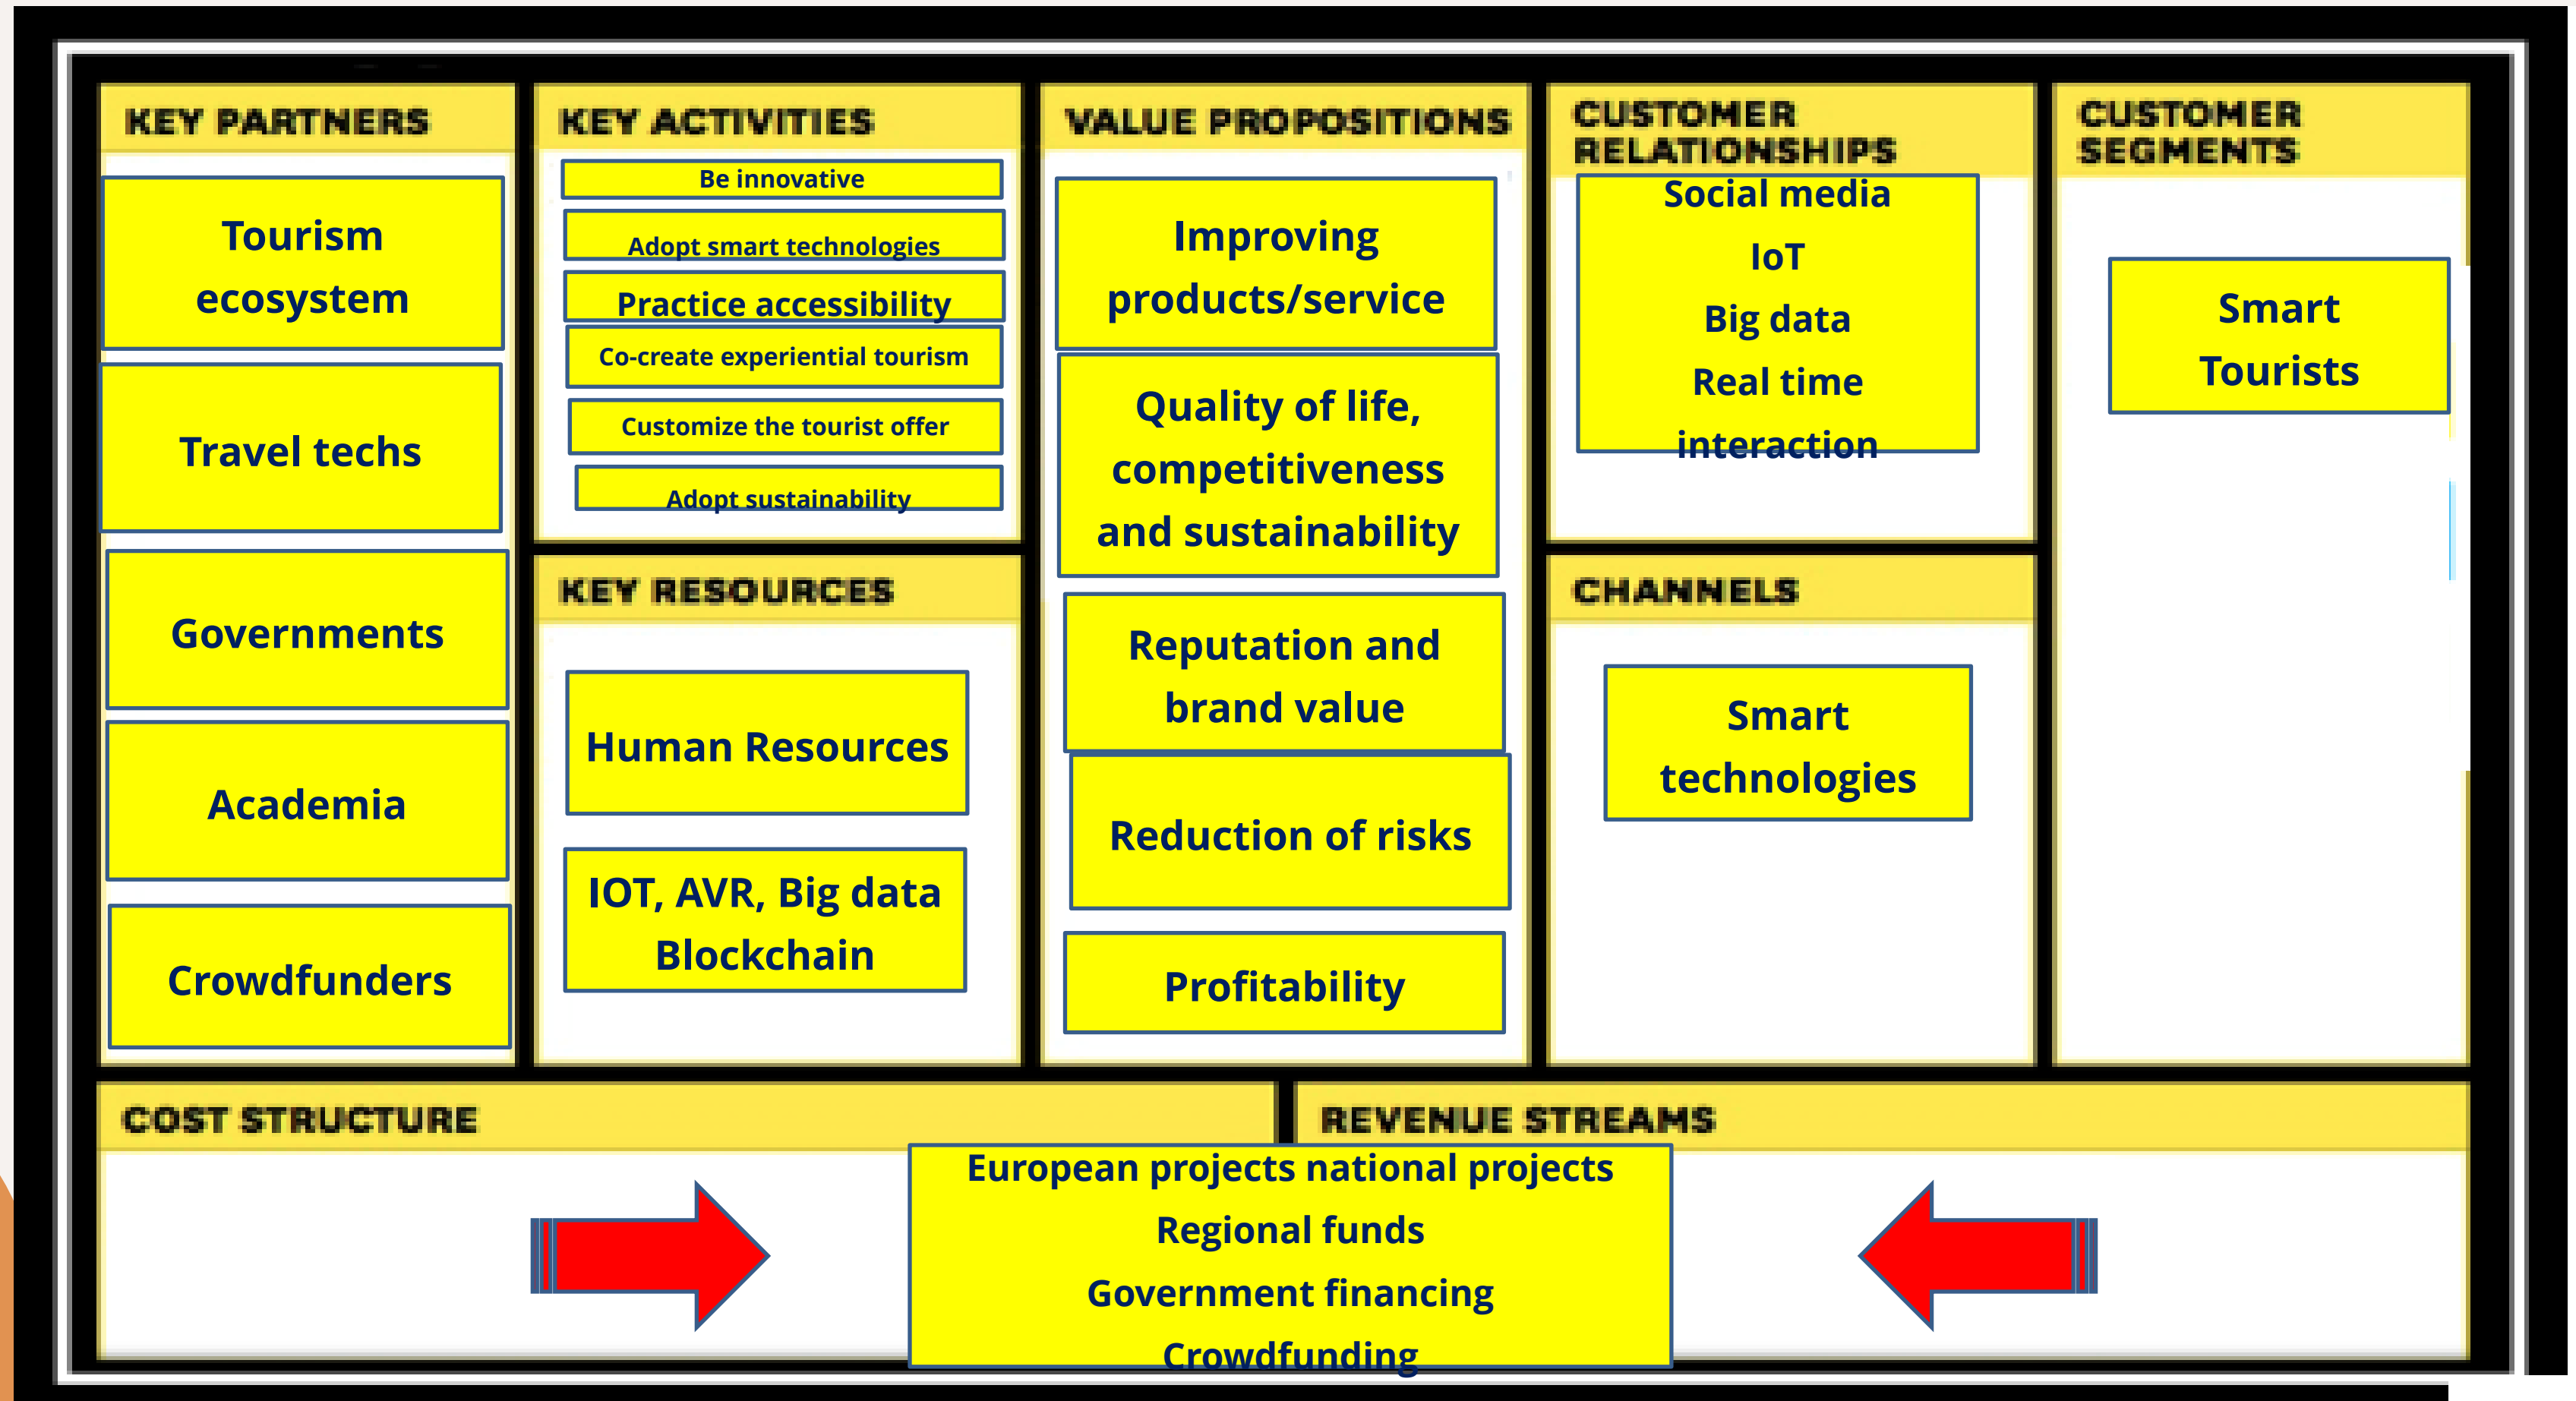 KEY PARTNERS
Tourism
ecosystem
Travel techs
Governments
Academia
Crowdfunders
KEY ACTIVITIES
Be innovative
Adopt smart technologies
Practice accessibility
Co-create experiential tourism
Customize the tourist offer
Adopt sustainability
KEY RESOURCES
Human Resources
IOT, AVR, Big data
Blockchain
VALUE PROPOSITIONS
Improving
products/service
Quality of life,
competitiveness
and sustainability
Reputation and
brand value
Reduction of risks
Profitability
CUSTOMER
RELATIONSHIPS
Social media
IoT
Big data
Real time
interaction
CHANNELS
Smart
technologies
CUSTOMER
SEGMENTS
Smart
Tourists
COST STRUCTURE
REVENUE STREAMS
European projects national projects
Regional funds
Government financing
Crowdfunding